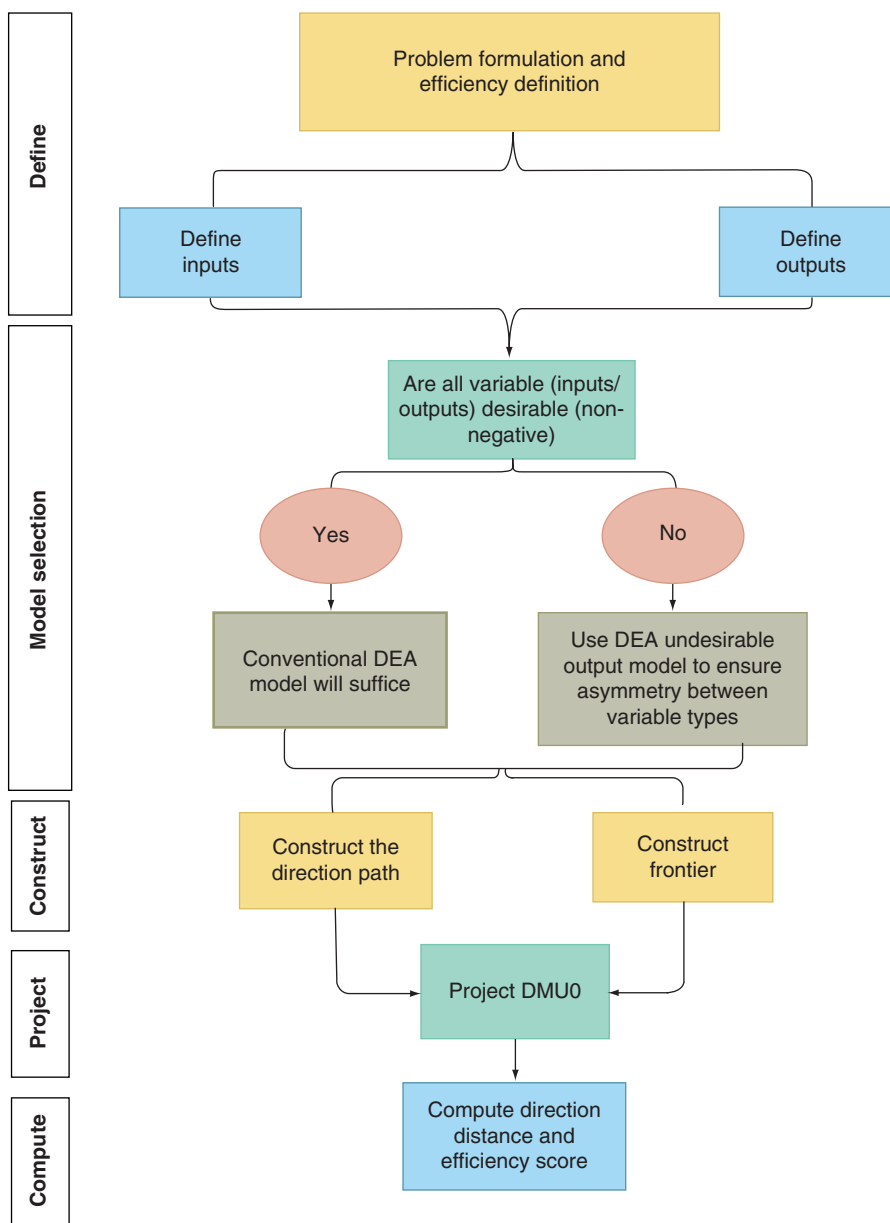 Define
Problem formulation and
efficiency definition
Define
inputs
Define
outputs
Model selection
Are all variable (inputs/
outputs) desirable (non-
negative)
Yes
No
Conventional DEA
model will suffice
Use DEA undesirable
output model to ensure
asymmetry between
variable types
Construct
Construct the
direction path
Construct
frontier
Project
Project DMU0
Compute
Compute direction
distance and
efficiency score